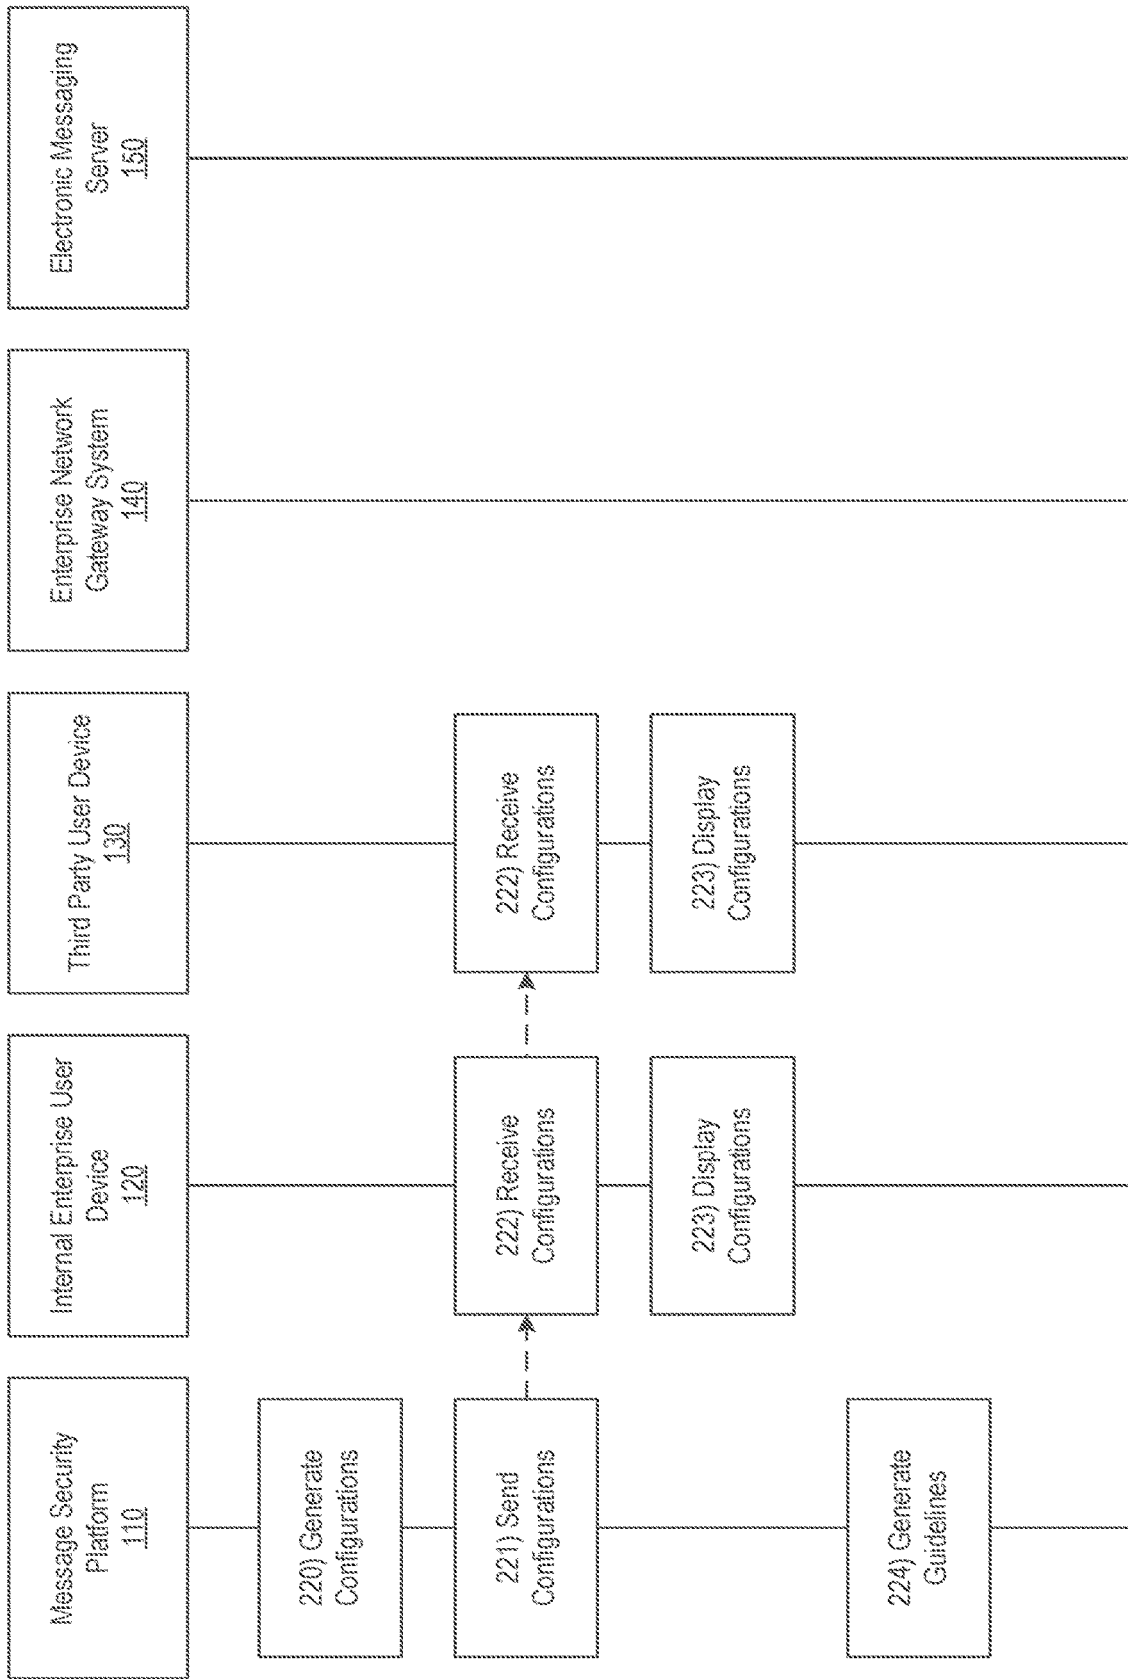 Message Security
Platform
110
Internal Enterprise User
Device
120
Third Party User Device
130
Enterprise Network
Gateway System
140
Electronic Messaging
Server
150
220) Generate
Configurations
221) Send
Configurations
222) Receive
Configurations
222) Receive
Configurations
223) Display
Configurations
223) Display
Configurations
224) Generate
Guidelines